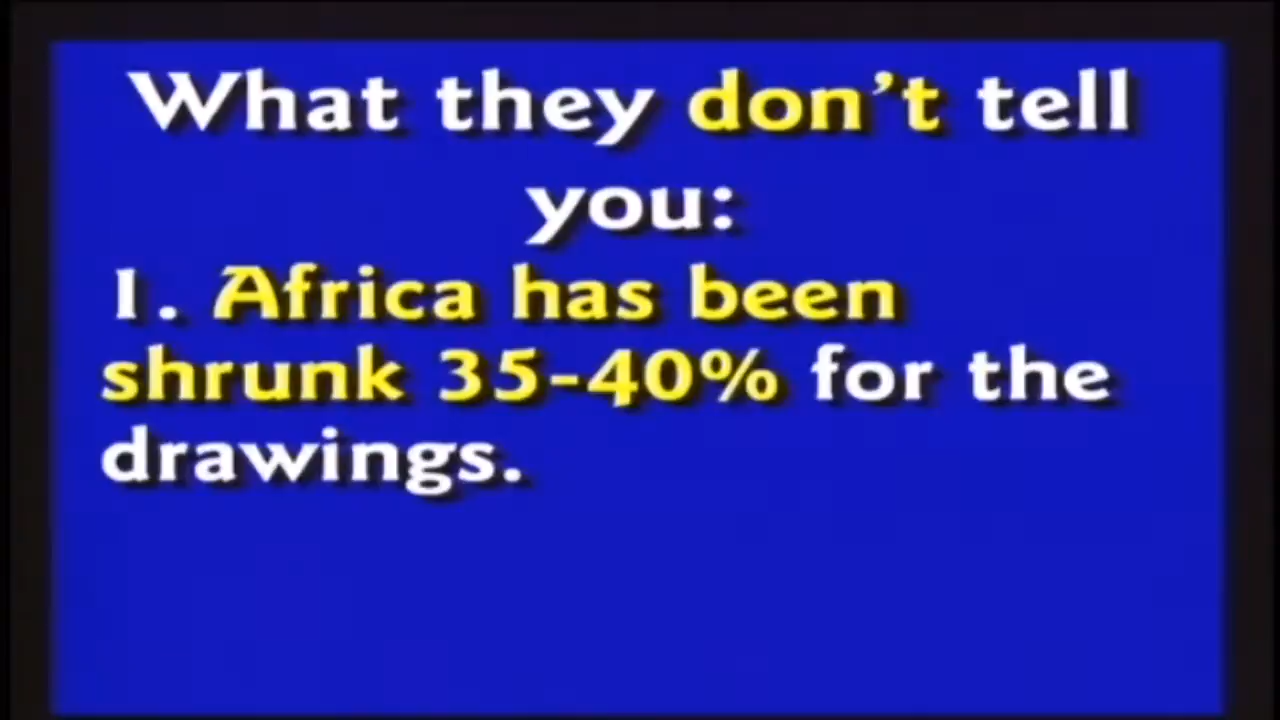 What they don't tell
you:
1. Africa has been
shrunk 35-40% for the
drawings.